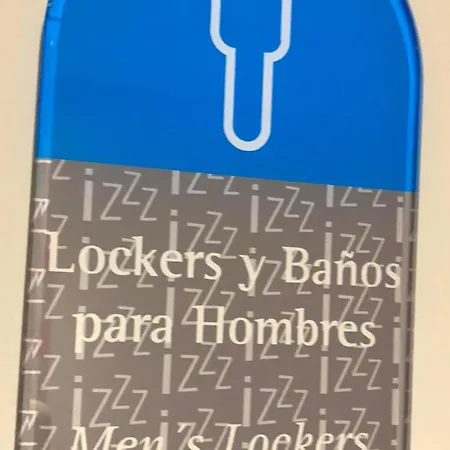 Lockers y Baños
para Hombres
Men's Lockers